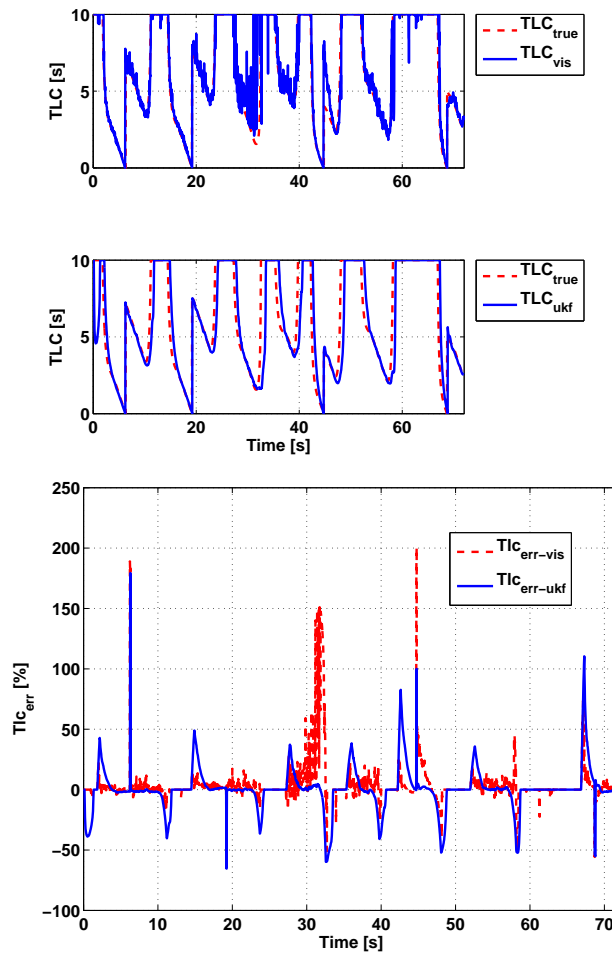 10
5
0
TLC [s]
0 20 40 60
TLC_true
TLC_vis
10
5
0
TLC [s]
0 20 40 60
Time [s]
TLC_true
TLC_ukf
250
200
150
100
50
0
−50
−100
Tlc_err [%]
0 10 20 30 40 50 60 70
Time [s]
Tlc_err−vis
Tlc_err−ukf